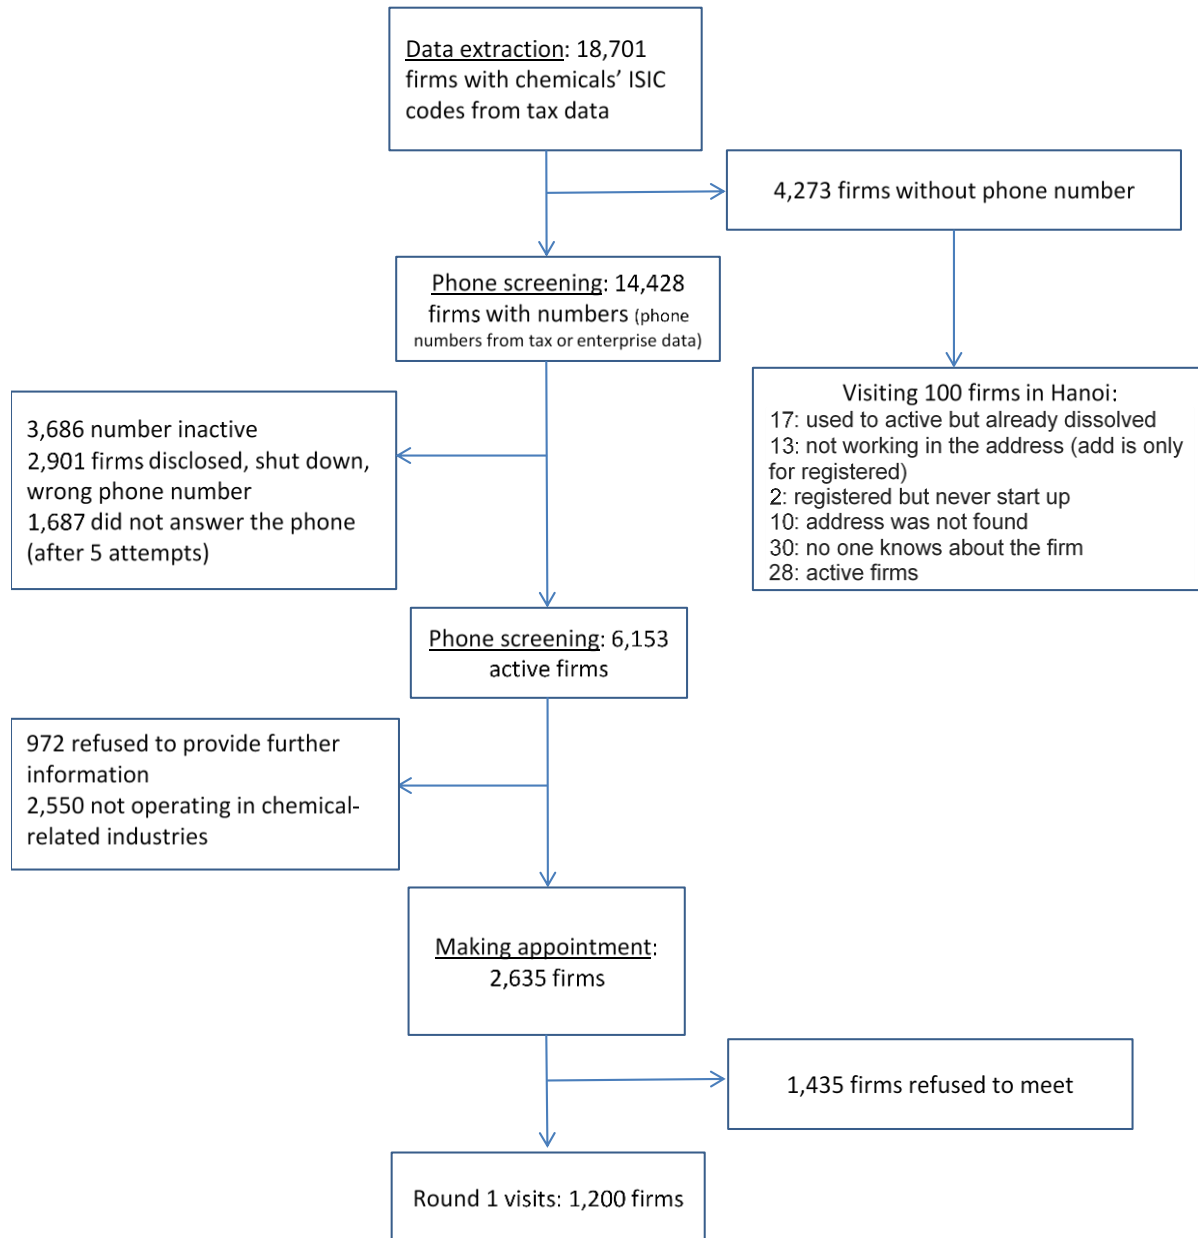 Data extraction: 18,701
firms with chemicals’ ISIC
codes from tax data
4,273 firms without phone number
Phone screening: 14,428
firms with numbers (phone
numbers from tax or enterprise data)
Visiting 100 firms in Hanoi:
17: used to active but already dissolved
13: not working in the address (add is only
for registered)
2: registered but never start up
10: address was not found
30: no one knows about the firm
28: active firms
3,686 number inactive
2,901 firms disclosed, shut down,
wrong phone number
1,687 did not answer the phone
(after 5 attempts)
Phone screening: 6,153
active firms
972 refused to provide further
information
2,550 not operating in chemical-
related industries
Making appointment:
2,635 firms
1,435 firms refused to meet
Round 1 visits: 1,200 firms